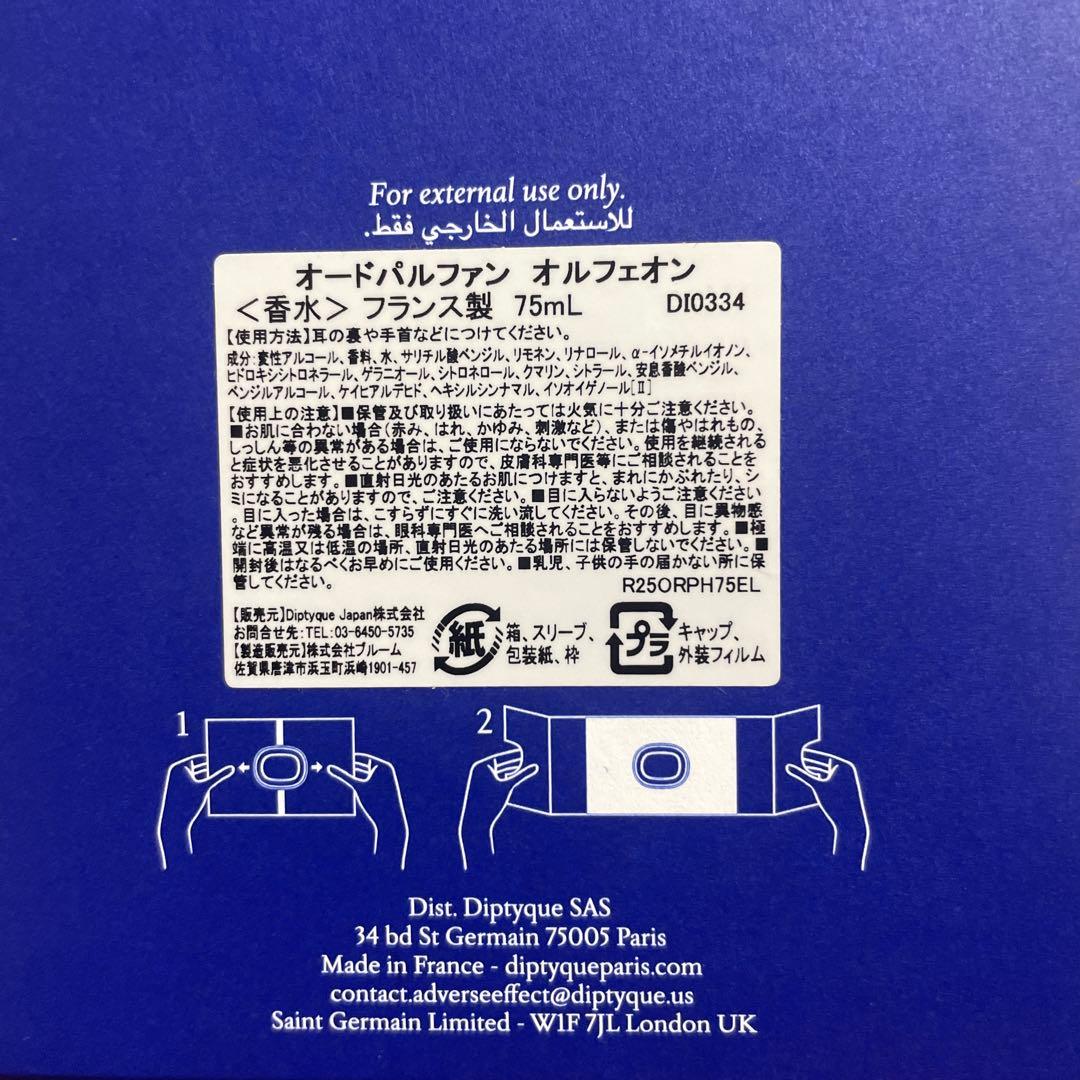 For external use only.
للاستعمال الخارجي فقط.
オードパルファン オルフェオン
＜香水＞ フランス製 75mL DI0334
【使用方法】耳の裏や手首などにつけてください。
成分:変性アルコール、香料、水、サリチル酸ベンジル、リモネン、リナロール、α-イソメチルイオノン、
ヒドロキシシトロネラール、ゲラニオール、シトロネロール、クマリン、シトラール、安息香酸ベンジル、
ベンジルアルコール、ケイヒアルデヒド、ヘキシルシンナマル、イソオイゲノール[Ⅱ]
【使用上の注意】■保管及び取り扱いにあたっては火気に十分ご注意ください。
■お肌に合わない場合(赤み、はれ、かゆみ、刺激など)、または傷やはれもの、
しっしん等の異常がある場合は、ご使用にならないでください。使用を継続される
と症状を悪化させることがありますので、皮膚科専門医等にご相談されることを
おすすめします。■直射日光のあたるお肌につけますと、まれにかぶれたり、シ
ミになることがありますので、ご注意ください。■目に入らないようご注意ください
。目に入った場合は、こすらずにすぐに洗い流してください。その後、目に異物感
など異常が残る場合は、眼科専門医へご相談されることをおすすめします。■極
端に高温又は低温の場所、直射日光のあたる場所には保管しないでください。■
開封後はなるべくお早めにご使用ください。■乳児、子供の手の届かない所に保
管してください。
R25ORPH75EL
【販売元】Diptyque Japan株式会社
お問合せ先:TEL:03-6450-5735
【製造販売元】株式会社ブルーム
佐賀県唐津市浜玉町浜崎1901-457
紙
箱、スリーブ、
包装紙、枠
プラ
キャップ、
外装フィルム
1
2
Dist. Diptyque SAS
34 bd St Germain 75005 Paris
Made in France - diptyqueparis.com
contact.adverseeffect@diptyque.us
Saint Germain Limited - W1F 7JL London UK